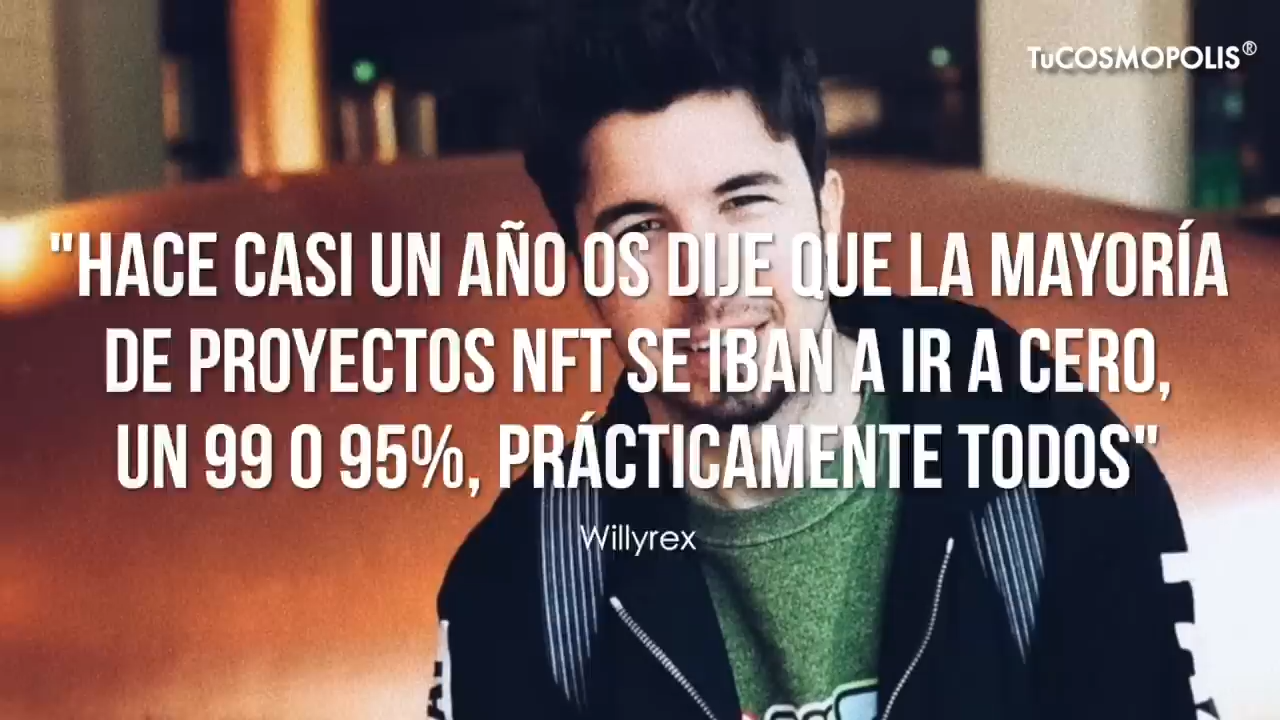 TuCOSMOPOLIS®
"HACE CASI UN AÑO OS DIJE QUE LA MAYORÍA
DE PROYECTOS NFT SE IBAN A IR A CERO,
UN 99 O 95%, PRÁCTICAMENTE TODOS"
Willyrex